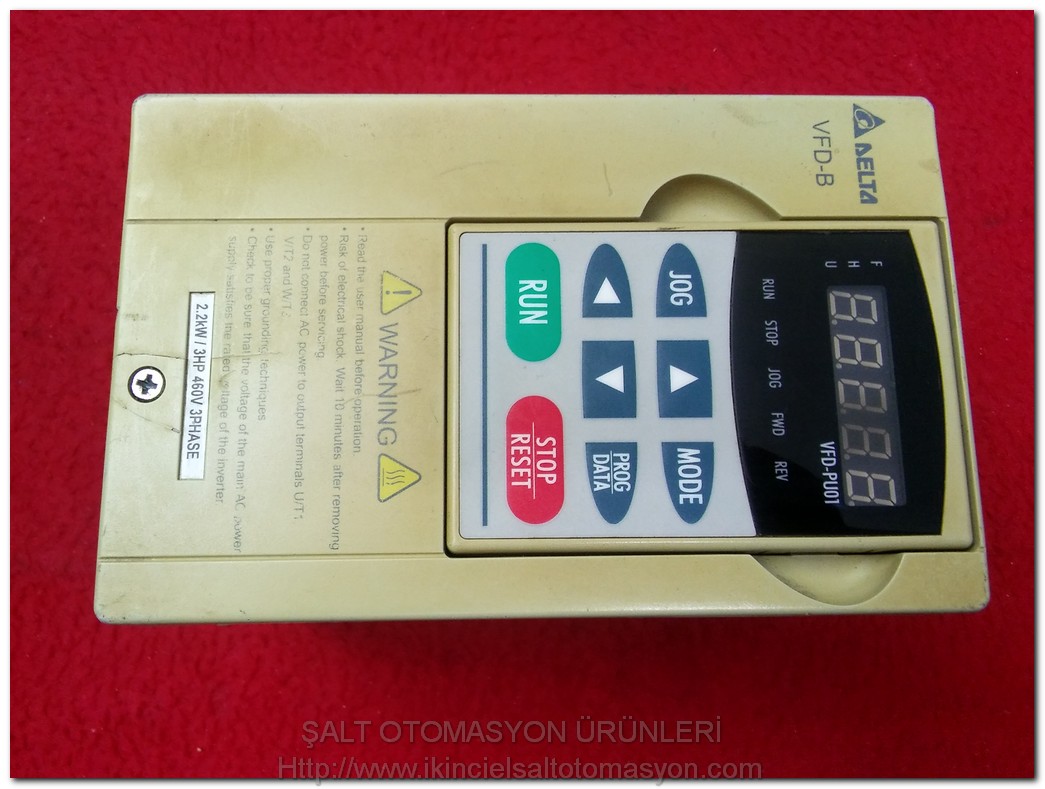 DELTA
VFD-B
F
H
U
RUN STOP JOG FWD REV
VFD-PU01
JOG
MODE
PROG
DATA
RUN
STOP
RESET
WARNING
• Read the user manual before operation.
• Risk of electrical shock. Wait 10 minutes after removing
power before servicing.
• Do not connect AC power to output terminals U/T1
V/T2 and W/T3
• Use proper grounding techniques
• Check to be sure that the voltage of the main AC power
supply satisfies the rated voltage of the inverter
2.2kW / 3HP 460V 3PHASE
ŞALT OTOMASYON ÜRÜNLERİ
Http://www.ikincielsaltotomasyon.com